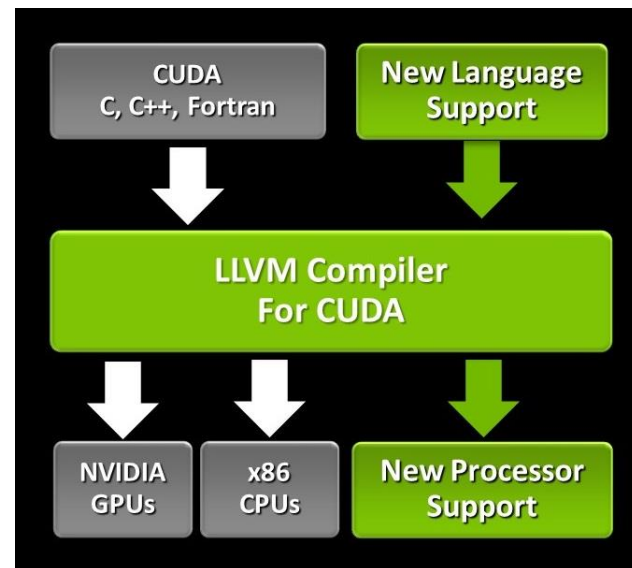 CUDA
C, C++, Fortran
New Language
Support
LLVM Compiler
For CUDA
NVIDIA
GPUs
x86
CPUs
New Processor
Support